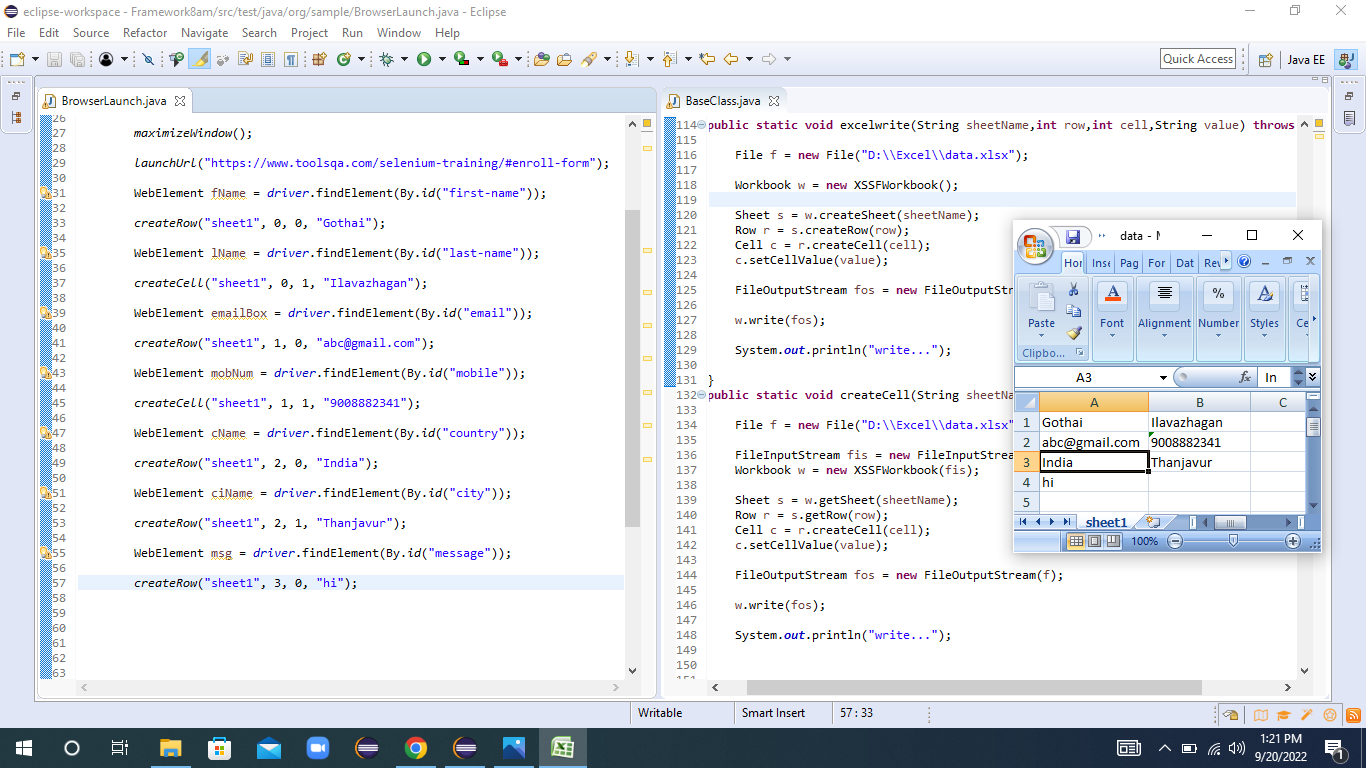 eclipse-workspace - Framework8am/src/test/java/org/sample/BrowserLaunch.java - Eclipse
File Edit Source Refactor Navigate Search Project Run Window Help
Quick Access
Java EE
BrowserLaunch.java
26
27 maximizeWindow();
28
29 launchUrl("https://www.toolsqa.com/selenium-training/#enroll-form");
30
31 WebElement fName = driver.findElement(By.id("first-name"));
32
33 createRow("sheet1", 0, 0, "Gothai");
34
35 WebElement lName = driver.findElement(By.id("last-name"));
36
37 createCell("sheet1", 0, 1, "Ilavazhagan");
38
39 WebElement emailBox = driver.findElement(By.id("email"));
40
41 createRow("sheet1", 1, 0, "abc@gmail.com");
42
43 WebElement mobNum = driver.findElement(By.id("mobile"));
44
45 createCell("sheet1", 1, 1, "9008882341");
46
47 WebElement cName = driver.findElement(By.id("country"));
48
49 createRow("sheet1", 2, 0, "India");
50
51 WebElement ciName = driver.findElement(By.id("city"));
52
53 createRow("sheet1", 2, 1, "Thanjavur");
54
55 WebElement msg = driver.findElement(By.id("message"));
56
57 createRow("sheet1", 3, 0, "hi");
58
59
60
61
62
63
BaseClass.java
114 public static void excelwrite(String sheetName,int row,int cell,String value) throws
115
116 File f = new File("D:\\Excel\\data.xlsx");
117
118 Workbook w = new XSSFWorkbook();
119
120 Sheet s = w.createSheet(sheetName);
121 Row r = s.createRow(row);
122 Cell c = r.createCell(cell);
123 c.setCellValue(value);
124
125 FileOutputStream fos = new FileOutputStr
126
127 w.write(fos);
128
129 System.out.println("write...");
130
131 }
132 public static void createCell(String sheetNa
133
134 File f = new File("D:\\Excel\\data.xlsx"
135
136 FileInputStream fis = new FileInputStrea
137 Workbook w = new XSSFWorkbook(fis);
138
139 Sheet s = w.getSheet(sheetName);
140 Row r = s.getRow(row);
141 Cell c = r.createCell(cell);
142 c.setCellValue(value);
143
144 FileOutputStream fos = new FileOutputStream(f);
145
146 w.write(fos);
147
148 System.out.println("write...");
149
150
data - M
Hor Inse Pag For Dat Rev
Paste Font Alignment Number Styles Ce
Clipbo...
A3 fx In
A B C
1 Gothai Ilavazhagan
2 abc@gmail.com 9008882341
3 India Thanjavur
4 hi
5
sheet1
100%
Writable Smart Insert 57 : 33
1:21 PM
9/20/2022
1